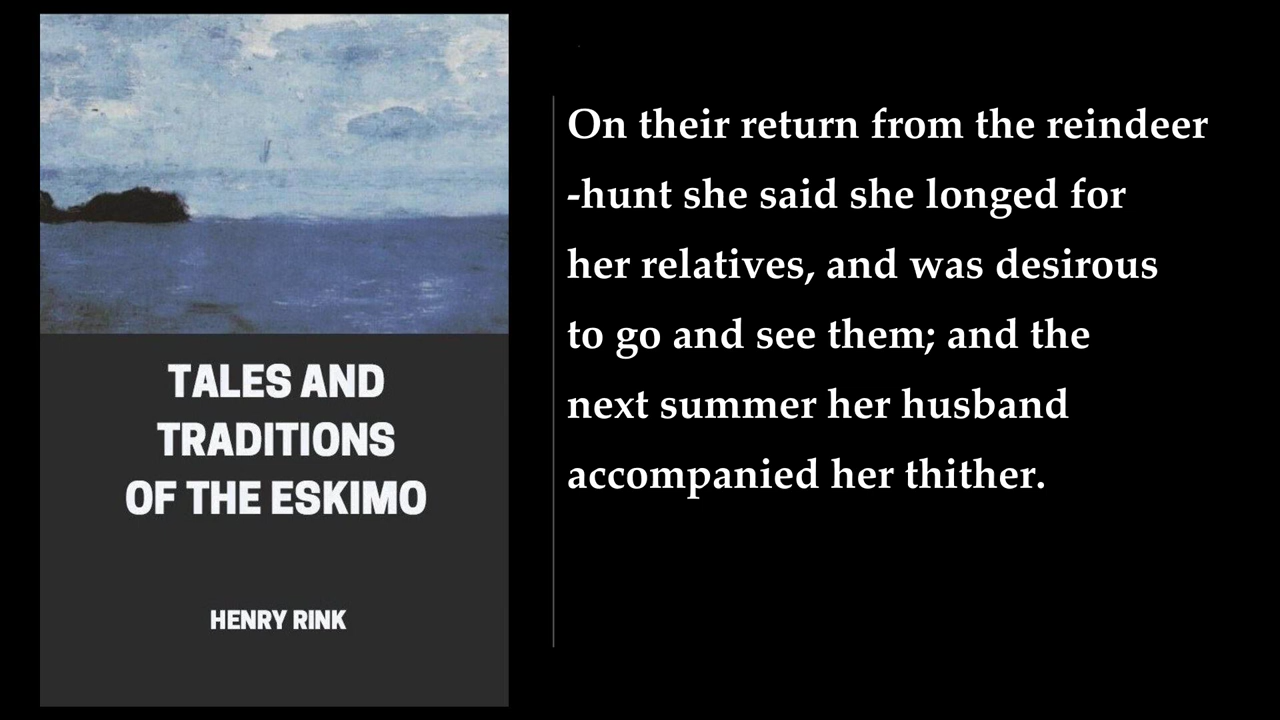 TALES AND
TRADITIONS
OF THE ESKIMO
HENRY RINK
On their return from the reindeer
-hunt she said she longed for
her relatives, and was desirous
to go and see them; and the
next summer her husband
accompanied her thither.